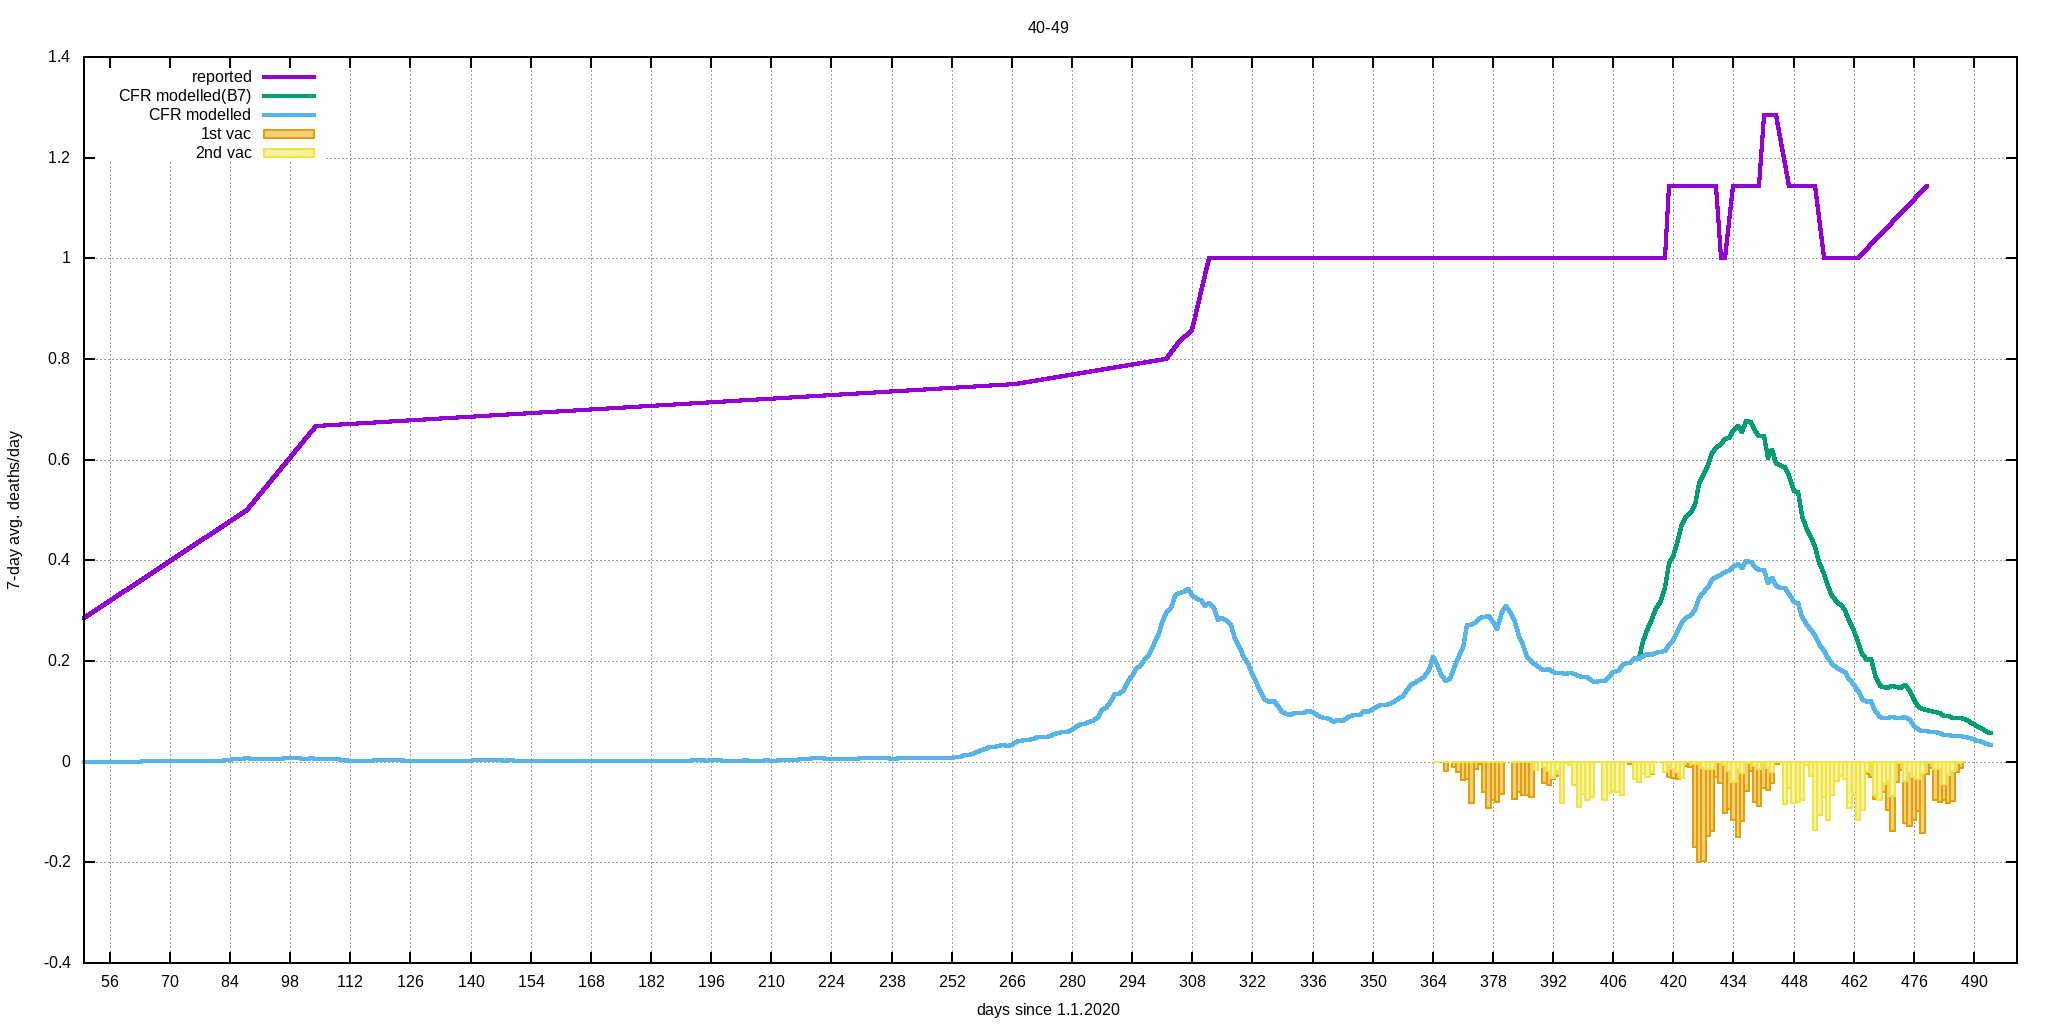 40-49
1.4
1.2
1
0.8
0.6
0.4
0.2
0
-0.2
-0.4
7-day avg. deaths/day
reported
CFR modelled(B7)
CFR modelled
1st vac
2nd vac
56 70 84 98 112 126 140 154 168 182 196 210 224 238 252 266 280 294 308 322 336 350 364 378 392 406 420 434 448 462 476 490
days since 1.1.2020